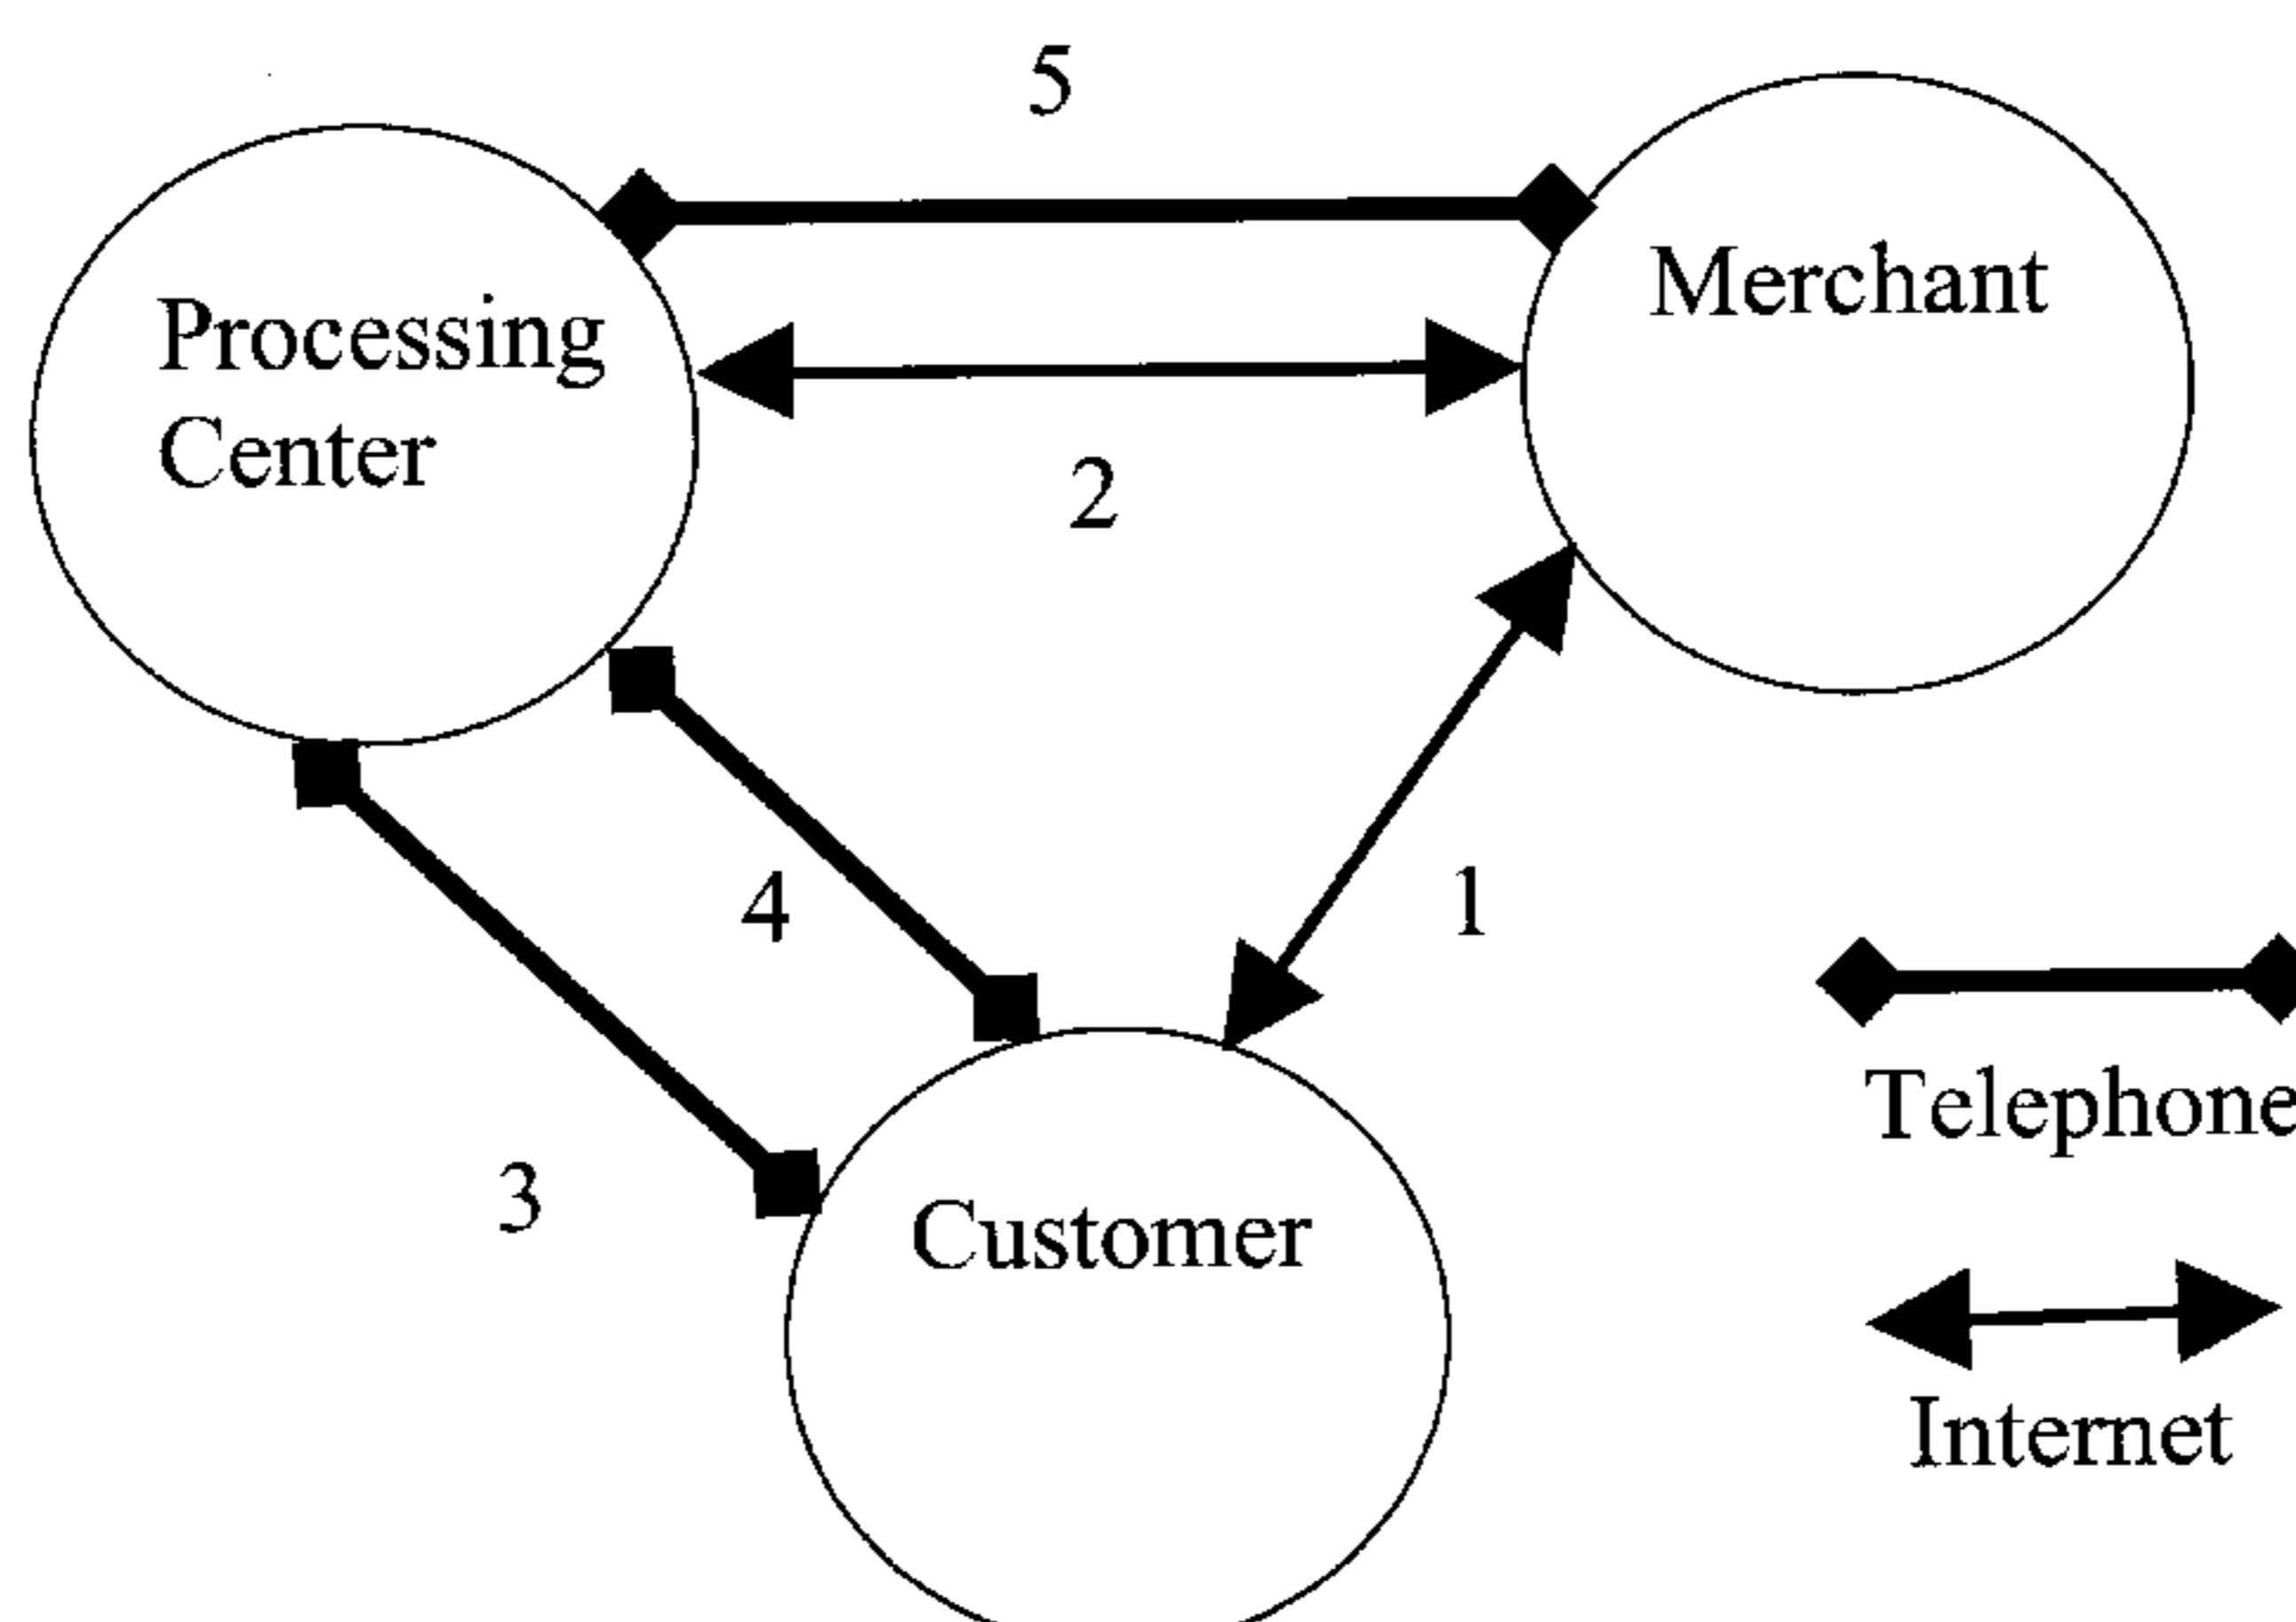 5
Merchant
Processing
Center
2
4
1
Telephone
3
Customer
Internet